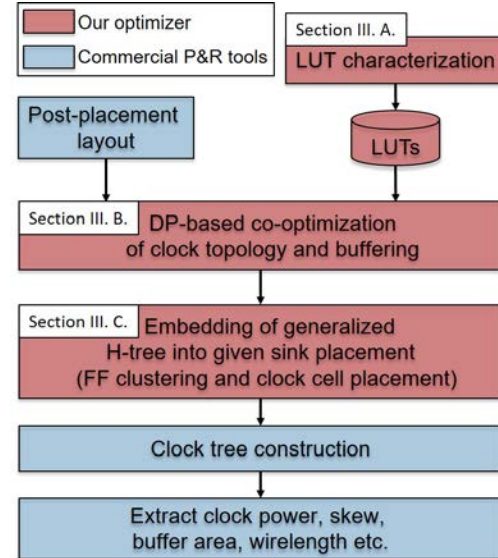 Our optimizer
Commercial P&R tools
Section III. A.
LUT characterization
Post-placement
layout
LUTs
Section III. B.
DP-based co-optimization
of clock topology and buffering
Section III. C.
Embedding of generalized
H-tree into given sink placement
(FF clustering and clock cell placement)
Clock tree construction
Extract clock power, skew,
buffer area, wirelength etc.